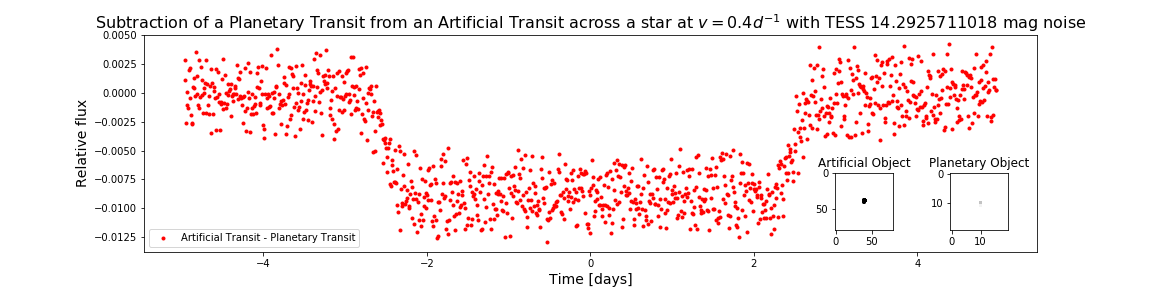 Subtraction of a Planetary Transit from an Artificial Transit across a star at v = 0.4d⁻¹ with TESS 14.2925711018 mag noise
0.0050
0.0025
0.0000
−0.0025
−0.0050
−0.0075
−0.0100
−0.0125
Relative flux
Artificial Object
Planetary Object
0
50
0 50
0
10
0 10
Artificial Transit - Planetary Transit
−4 −2 0 2 4
Time [days]